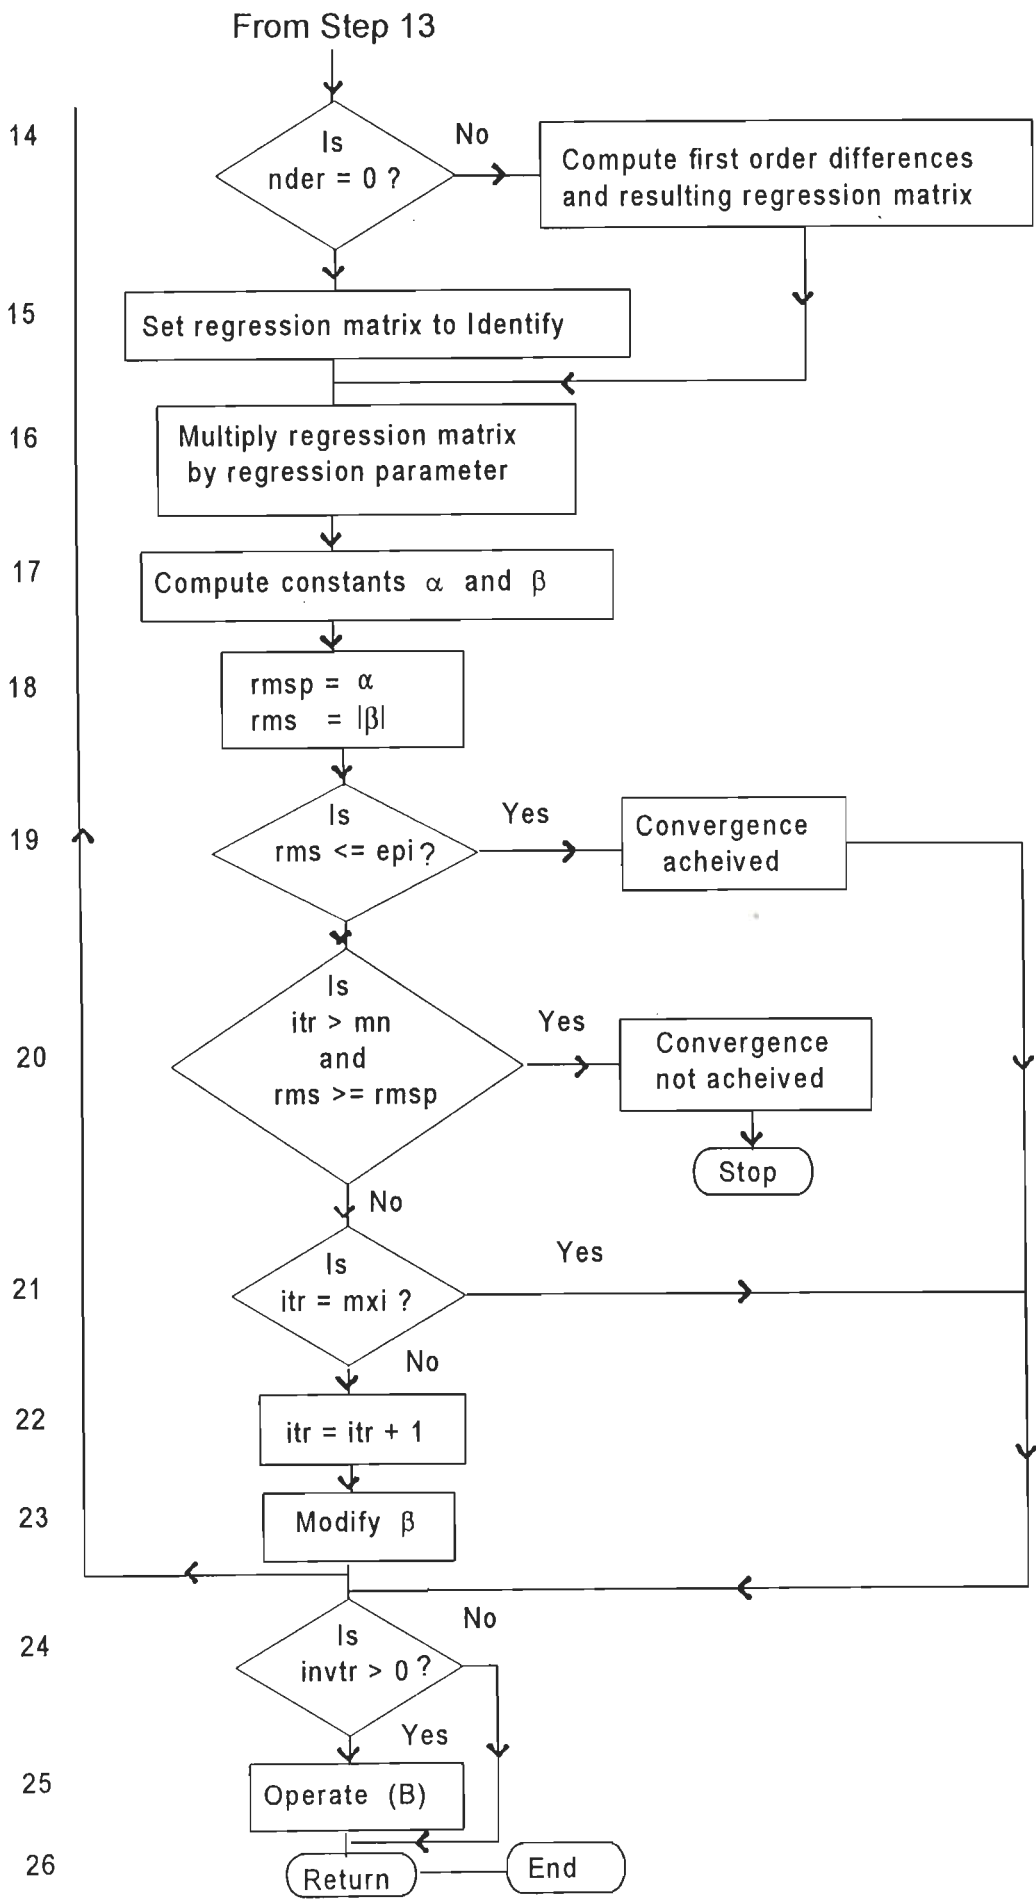 From Step 13
14
Is
nder = 0 ?
No
Compute first order differences
and resulting regression matrix
15
Set regression matrix to Identify
16
Multiply regression matrix
by regression parameter
17
Compute constants α and β
18
rmsp = α
rms = |β|
19
Is
rms <= epi ?
Yes
Convergence
acheived
20
Is
itr > mn
and
rms >= rmsp
Yes
Convergence
not acheived
Stop
No
21
Is
itr = mxi ?
Yes
No
22
itr = itr + 1
23
Modify β
24
Is
invtr > 0 ?
No
Yes
25
Operate (B)
26
Return
End